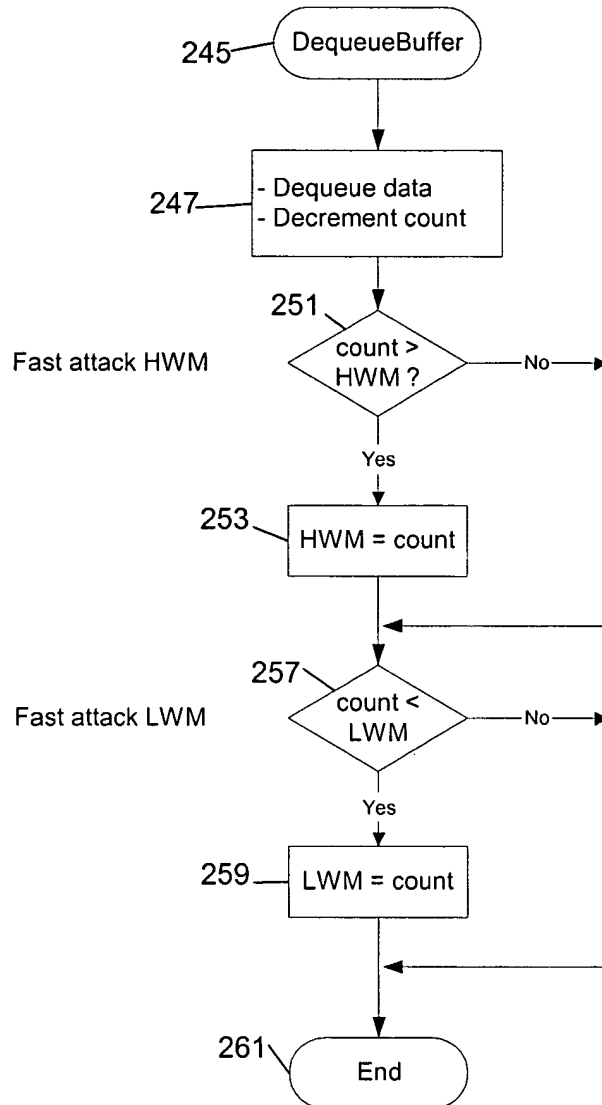 245
DequeueBuffer
247
- Dequeue data
- Decrement count
251
Fast attack HWM
count >
HWM ?
No
Yes
253
HWM = count
257
Fast attack LWM
count <
LWM
No
Yes
259
LWM = count
261
End